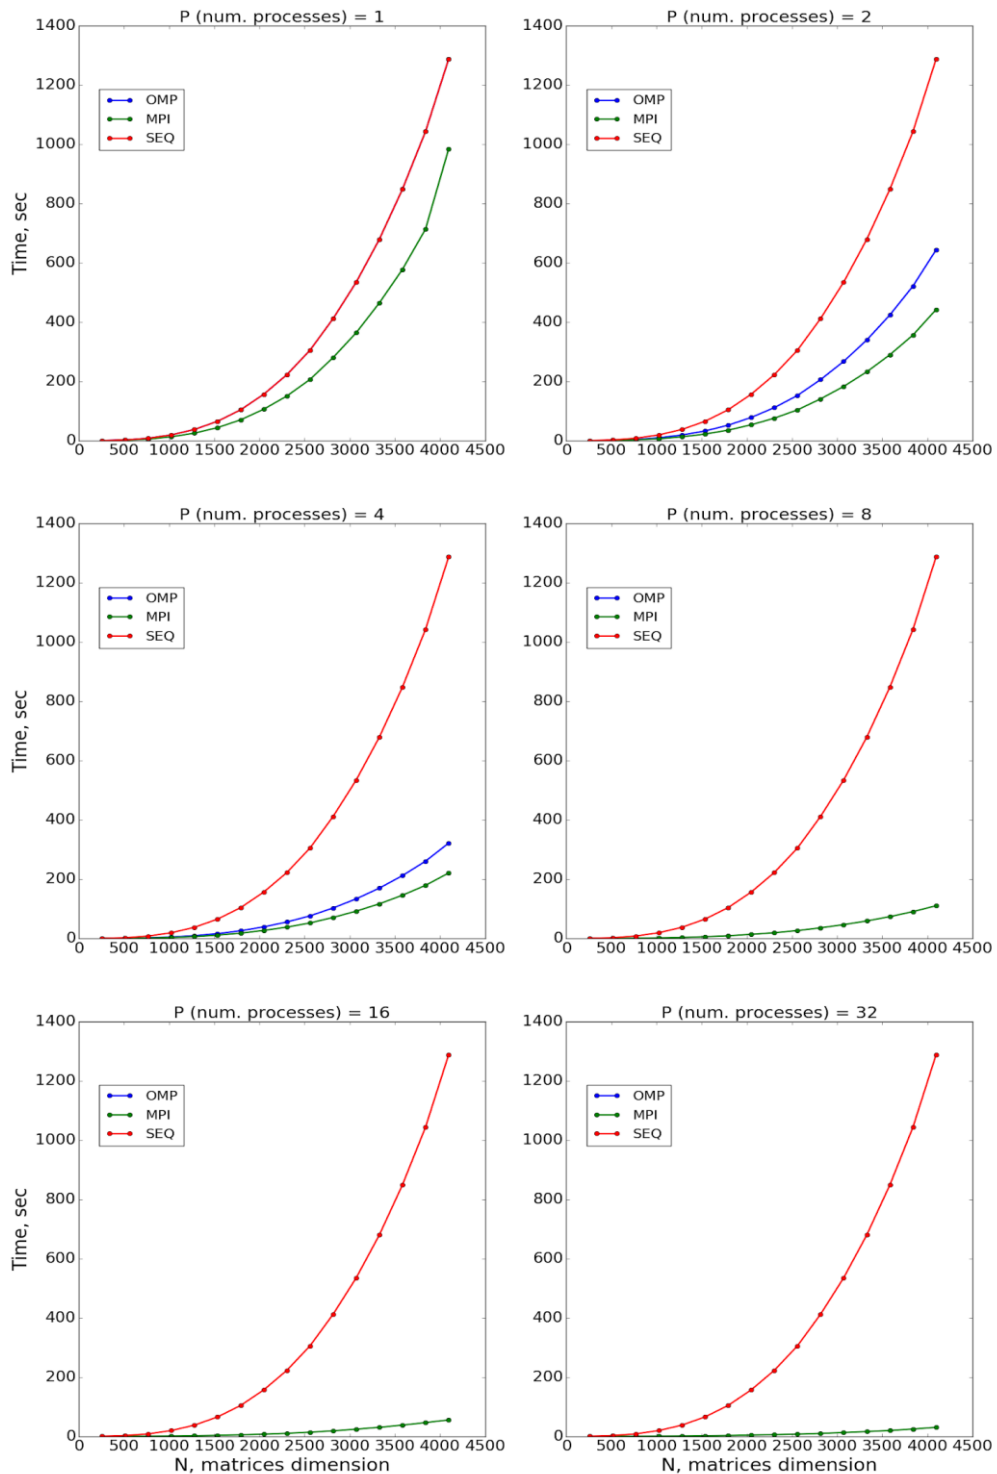 P (num. processes) = 1
1400
1200
1000
800
600
400
200
0
Time, sec
OMP
MPI
SEQ
0 500 1000 1500 2000 2500 3000 3500 4000 4500
P (num. processes) = 2
1400
1200
1000
800
600
400
200
0
OMP
MPI
SEQ
0 500 1000 1500 2000 2500 3000 3500 4000 4500
P (num. processes) = 4
1400
1200
1000
800
600
400
200
0
Time, sec
OMP
MPI
SEQ
0 500 1000 1500 2000 2500 3000 3500 4000 4500
P (num. processes) = 8
1400
1200
1000
800
600
400
200
0
OMP
MPI
SEQ
0 500 1000 1500 2000 2500 3000 3500 4000 4500
P (num. processes) = 16
1400
1200
1000
800
600
400
200
0
Time, sec
OMP
MPI
SEQ
0 500 1000 1500 2000 2500 3000 3500 4000 4500
N, matrices dimension
P (num. processes) = 32
1400
1200
1000
800
600
400
200
0
OMP
MPI
SEQ
0 500 1000 1500 2000 2500 3000 3500 4000 4500
N, matrices dimension